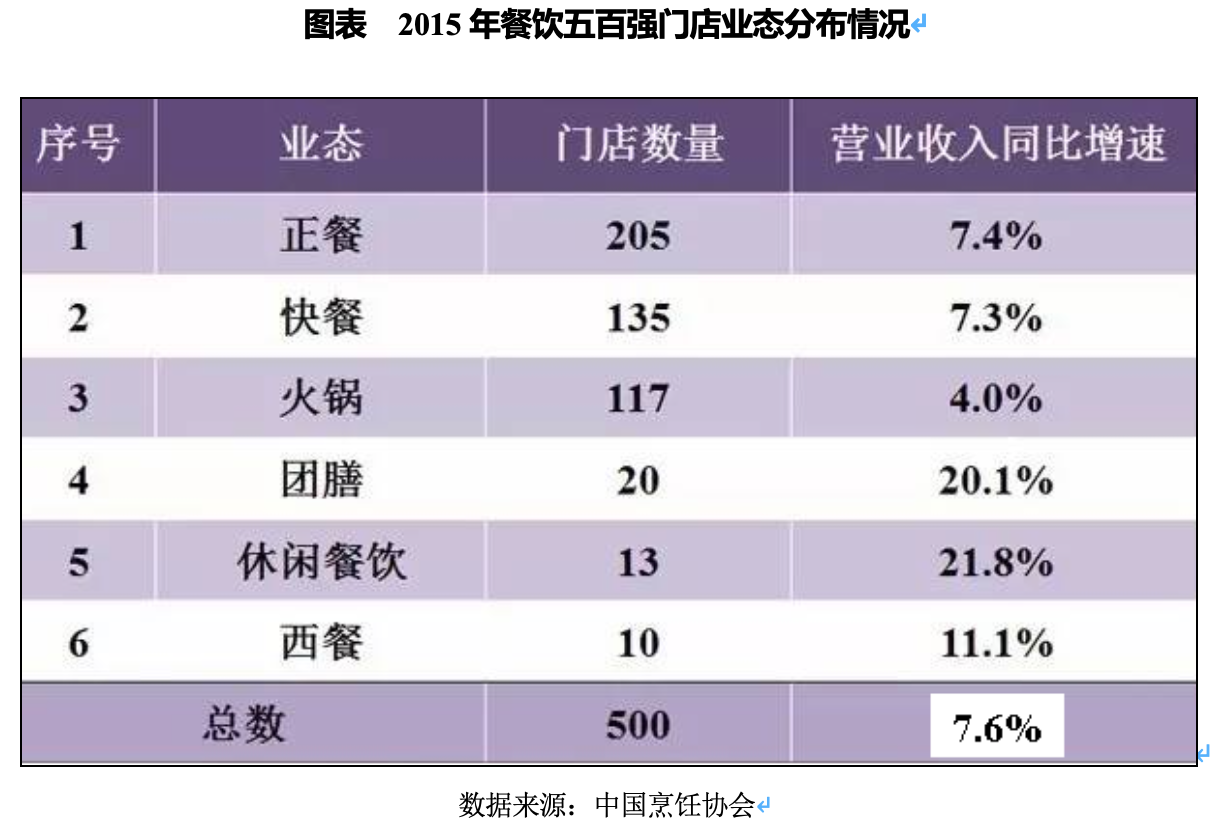 图表 2015 年餐饮五百强门店业态分布情况
序号 业态 门店数量 营业收入同比增速
1 正餐 205 7.4%
2 快餐 135 7.3%
3 火锅 117 4.0%
4 团膳 20 20.1%
5 休闲餐饮 13 21.8%
6 西餐 10 11.1%
总数 500 7.6%
数据来源：中国烹饪协会